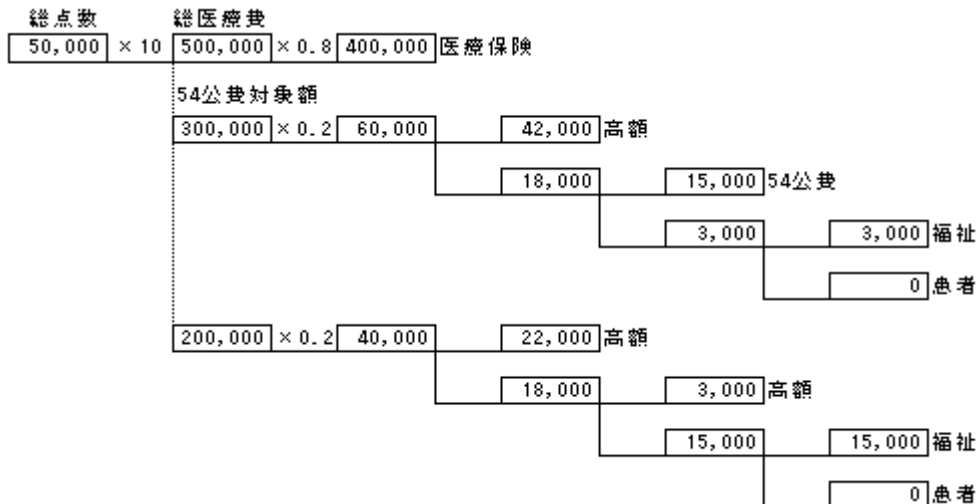 総点数 総医療費
50,000 × 10 500,000 × 0.8 400,000 医療保険
54公費対象額
300,000 × 0.2 60,000 42,000 高額
18,000 15,000 54公費
3,000 3,000 福祉
0 患者
200,000 × 0.2 40,000 22,000 高額
18,000 3,000 高額
15,000 15,000 福祉
0 患者